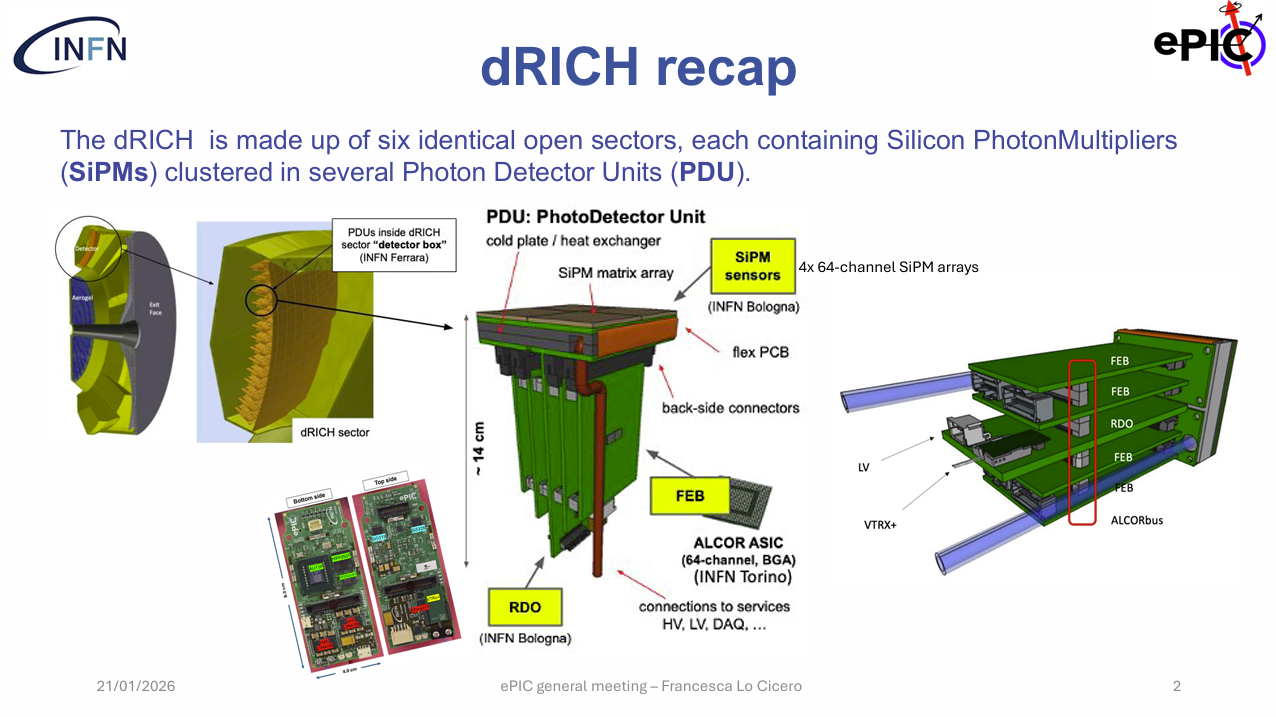 INFN
ePIC
dRICH recap
The dRICH is made up of six identical open sectors, each containing Silicon PhotonMultipliers
(SiPMs) clustered in several Photon Detector Units (PDU).
Detector
Aerogel
Exit
Face
PDUs inside dRICH
sector “detector box”
(INFN Ferrara)
dRICH sector
PDU: PhotoDetector Unit
cold plate / heat exchanger
SiPM matrix array
SiPM
sensors
4x 64-channel SiPM arrays
(INFN Bologna)
flex PCB
back-side connectors
~ 14 cm
FEB
ALCOR ASIC
(64-channel, BGA)
(INFN Torino)
RDO
(INFN Bologna)
connections to services
HV, LV, DAQ, …
FEB
FEB
RDO
FEB
FEB
ALCORbus
LV
VTRX+
Bottom side
Top side
ePIC
INFN
ePIC
21/01/2026
ePIC general meeting – Francesca Lo Cicero
2